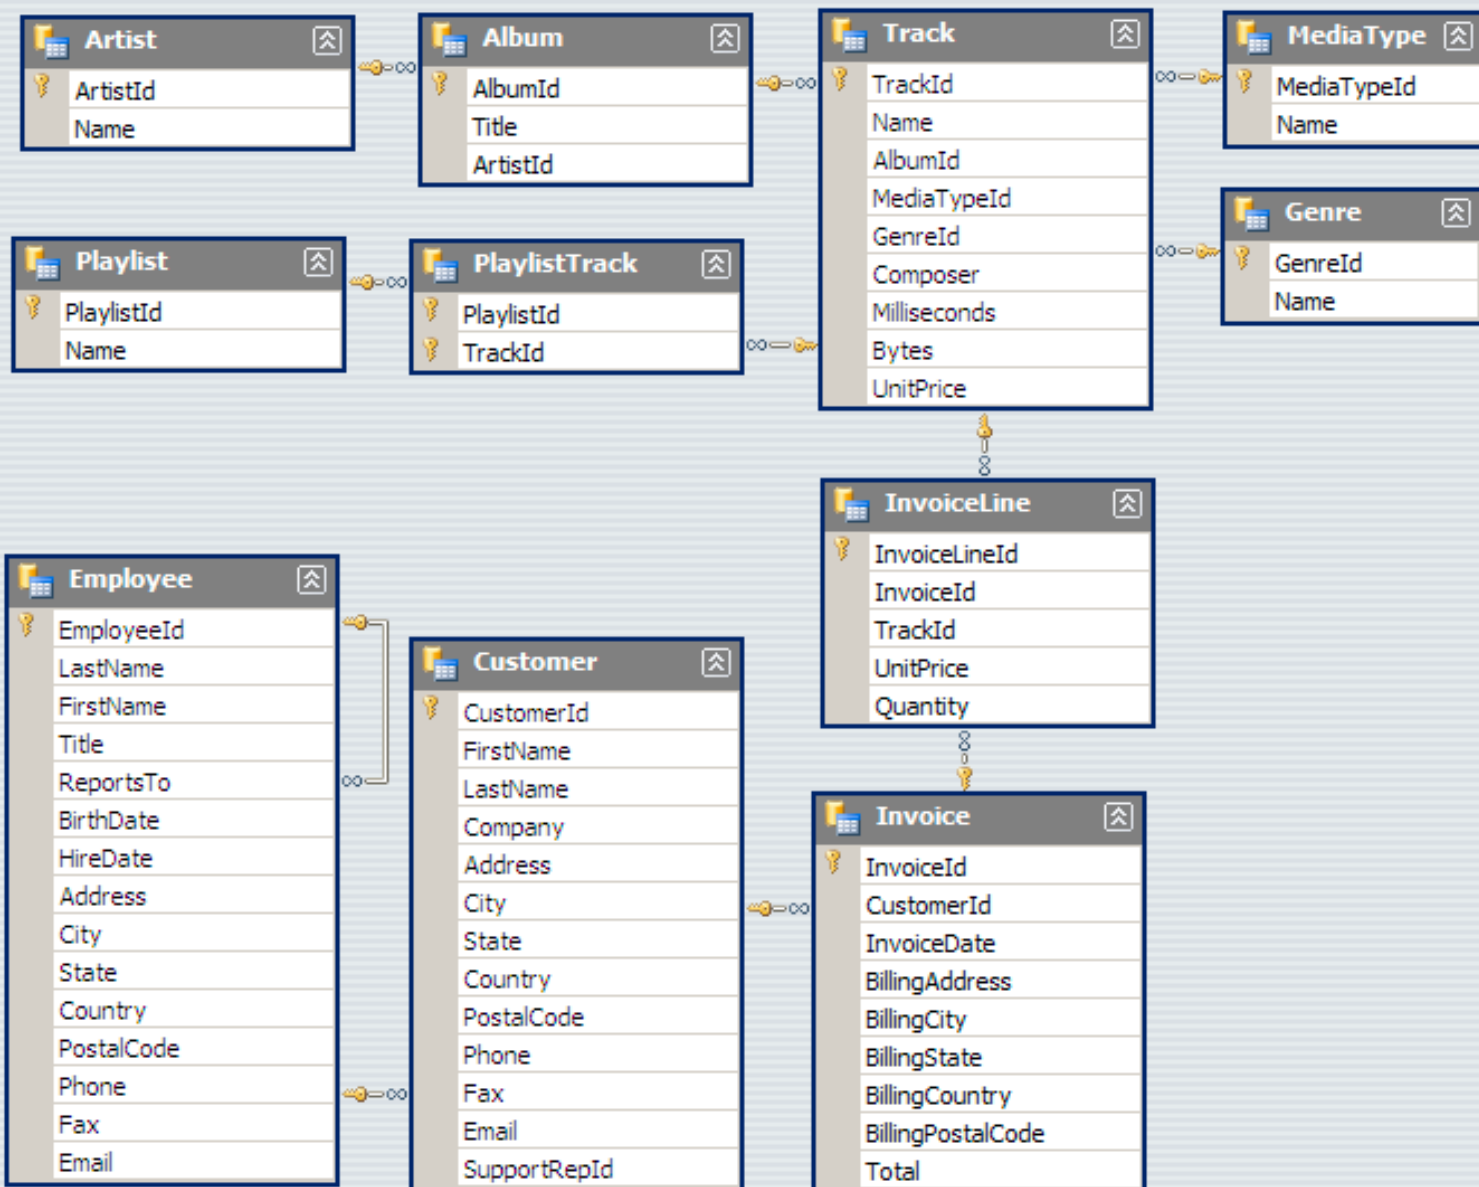 Artist
ArtistId
Name
Album
AlbumId
Title
ArtistId
Track
TrackId
Name
AlbumId
MediaTypeId
GenreId
Composer
Milliseconds
Bytes
UnitPrice
MediaType
MediaTypeId
Name
Genre
GenreId
Name
Playlist
PlaylistId
Name
PlaylistTrack
PlaylistId
TrackId
InvoiceLine
InvoiceLineId
InvoiceId
TrackId
UnitPrice
Quantity
Employee
EmployeeId
LastName
FirstName
Title
ReportsTo
BirthDate
HireDate
Address
City
State
Country
PostalCode
Phone
Fax
Email
Customer
CustomerId
FirstName
LastName
Company
Address
City
State
Country
PostalCode
Phone
Fax
Email
SupportRepId
Invoice
InvoiceId
CustomerId
InvoiceDate
BillingAddress
BillingCity
BillingState
BillingCountry
BillingPostalCode
Total